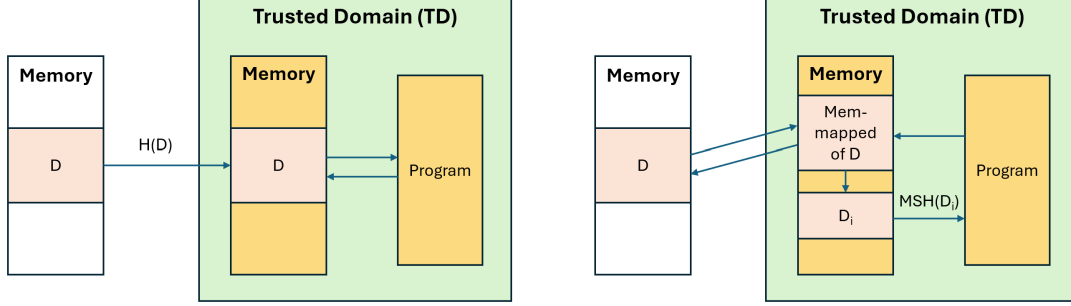 Trusted Domain (TD)
Memory
D
H(D)
Memory
D
Program
Trusted Domain (TD)
Memory
D
Memory
Mem-
mapped
of D
Dᵢ
MSH(Dᵢ)
Program